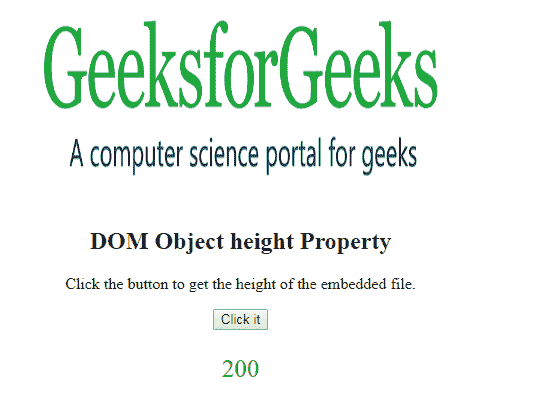 GeeksforGeeks
A computer science portal for geeks
DOM Object height Property
Click the button to get the height of the embedded file.
Click it
200